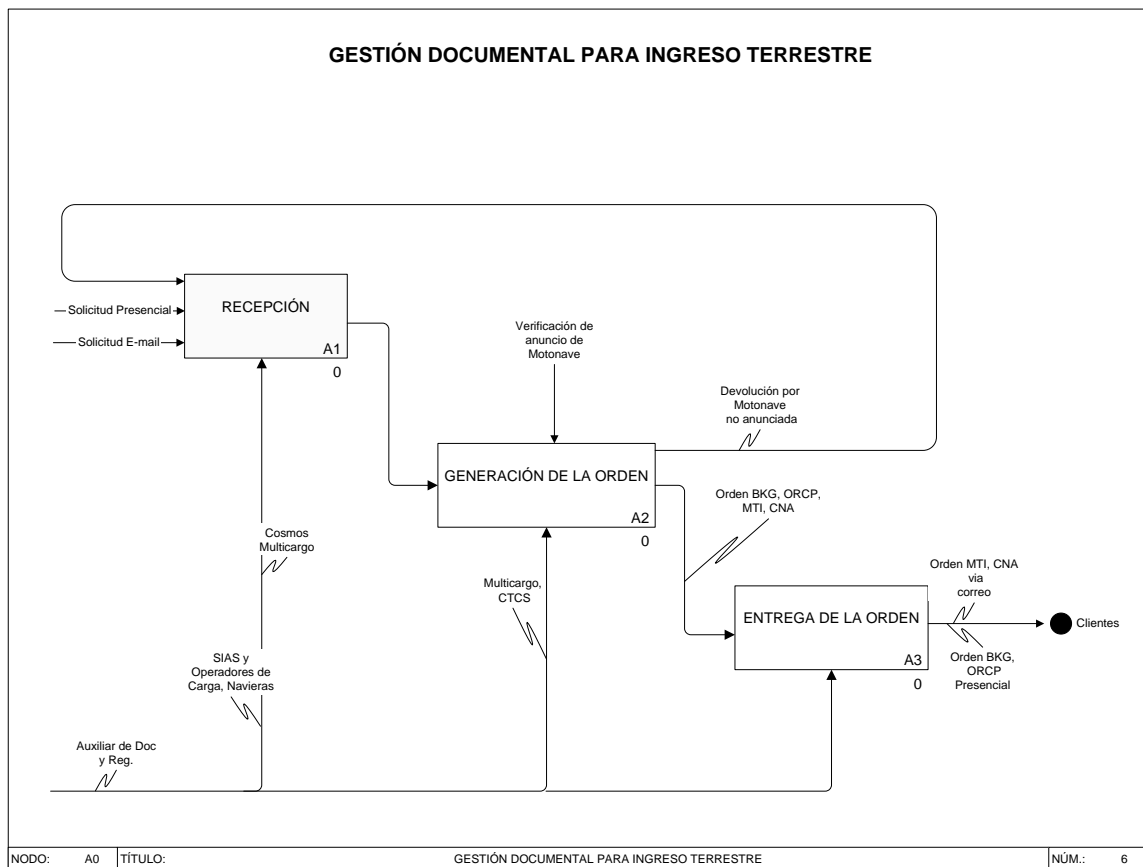 GESTIÓN DOCUMENTAL PARA INGRESO TERRESTRE
RECEPCIÓN
A1
0
Solicitud Presencial
Solicitud E-mail
Verificación de
anuncio de
Motonave
Devolución por
Motonave
no anunciada
GENERACIÓN DE LA ORDEN
A2
0
Orden BKG, ORCP,
MTI, CNA
Cosmos
Multicargo
Multicargo,
CTCS
Orden MTI, CNA
via
correo
ENTREGA DE LA ORDEN
A3
0
Clientes
Orden BKG,
ORCP
Presencial
SIAS y
Operadores de
Carga, Navieras
Auxiliar de Doc
y Reg.
NODO: A0 TÍTULO: GESTIÓN DOCUMENTAL PARA INGRESO TERRESTRE NÚM.: 6